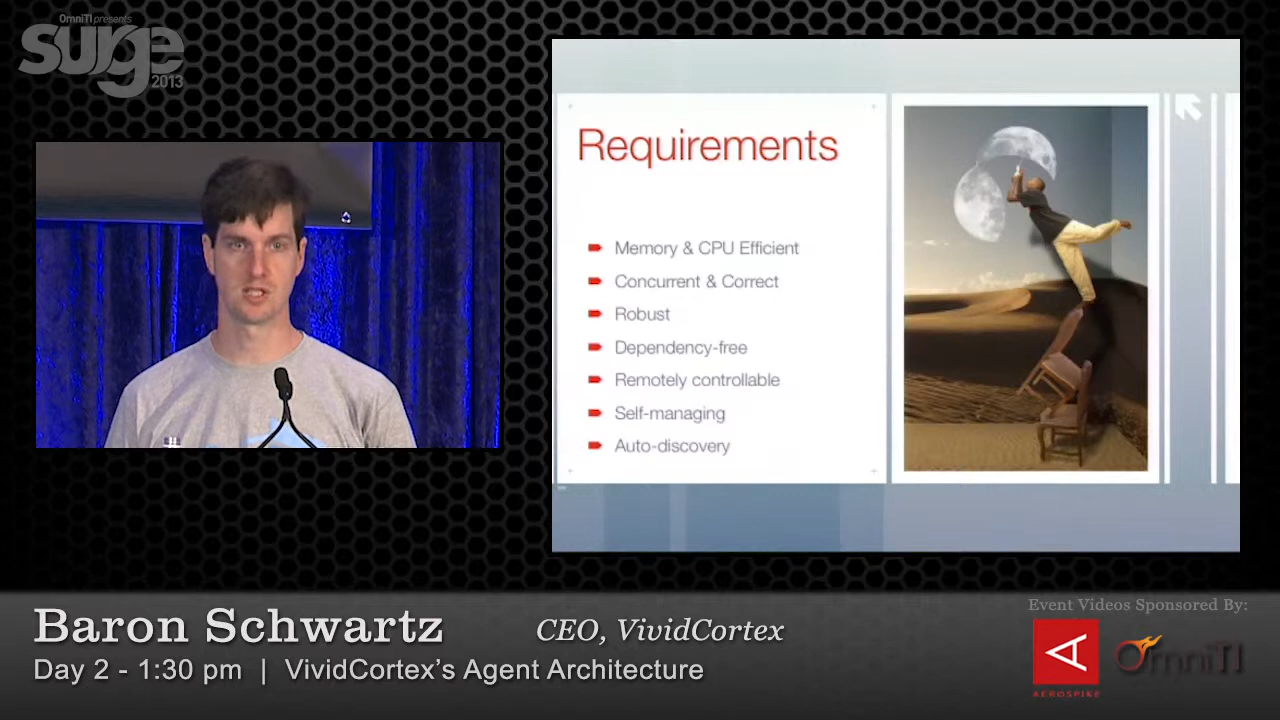 OmniTI presents
surge
2013
Requirements
Memory & CPU Efficient
Concurrent & Correct
Robust
Dependency-free
Remotely controllable
Self-managing
Auto-discovery
Baron Schwartz
CEO, VividCortex
Day 2 - 1:30 pm | VividCortex's Agent Architecture
Event Videos Sponsored By:
AEROSPIKE
OmniTI